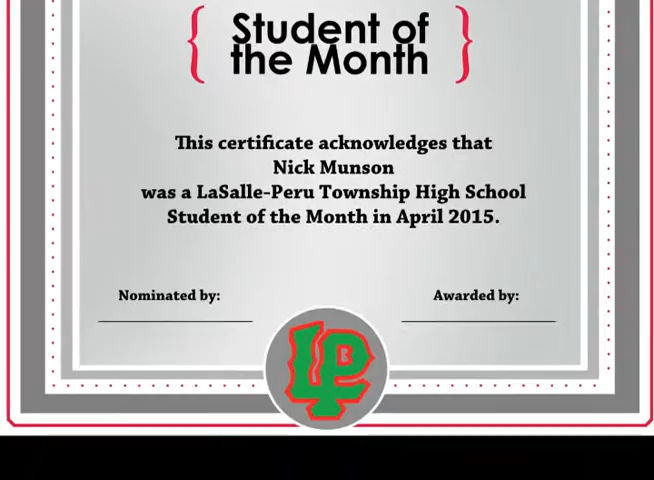 Student of
the Month
This certificate acknowledges that
Nick Munson
was a LaSalle-Peru Township High School
Student of the Month in April 2015.
Nominated by:
Awarded by:
LP